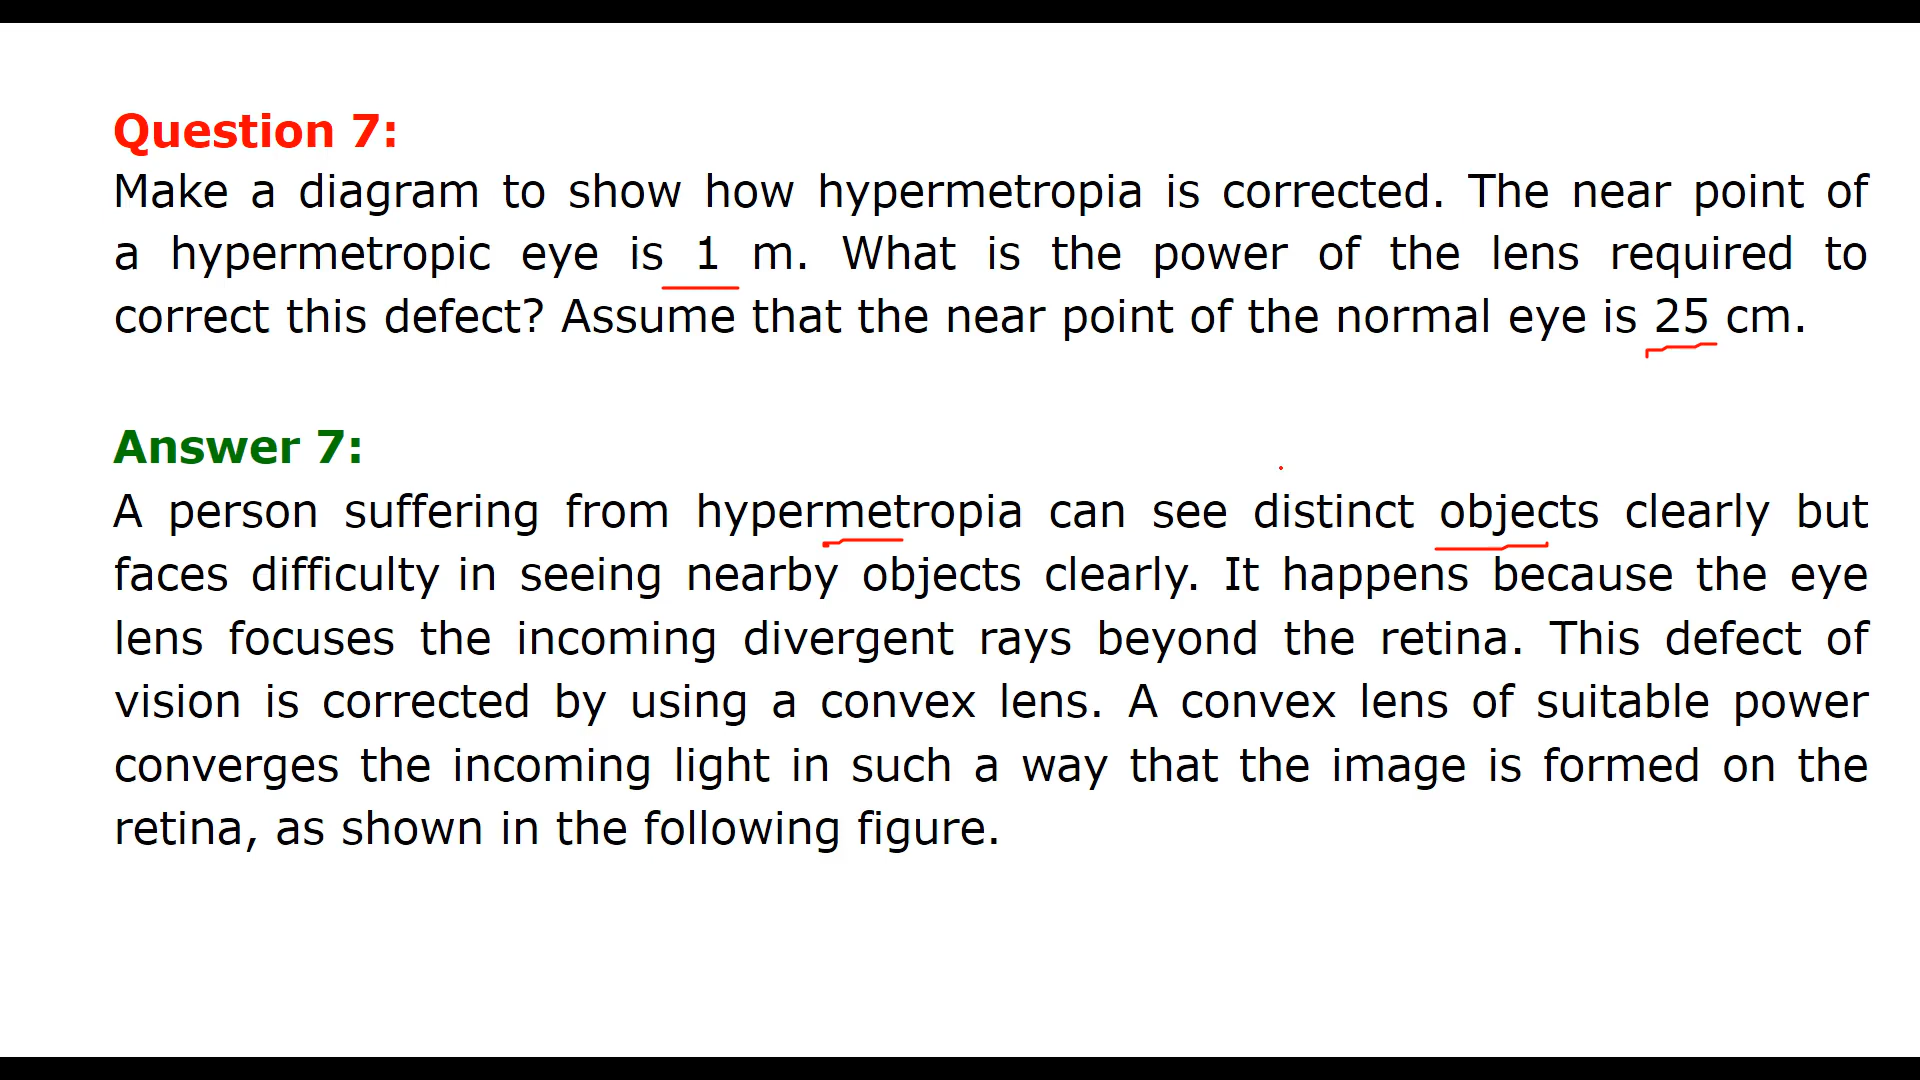 Question 7:
Make a diagram to show how hypermetropia is corrected. The near point of
a hypermetropic eye is 1 m. What is the power of the lens required to
correct this defect? Assume that the near point of the normal eye is 25 cm.
Answer 7:
A person suffering from hypermetropia can see distinct objects clearly but
faces difficulty in seeing nearby objects clearly. It happens because the eye
lens focuses the incoming divergent rays beyond the retina. This defect of
vision is corrected by using a convex lens. A convex lens of suitable power
converges the incoming light in such a way that the image is formed on the
retina, as shown in the following figure.